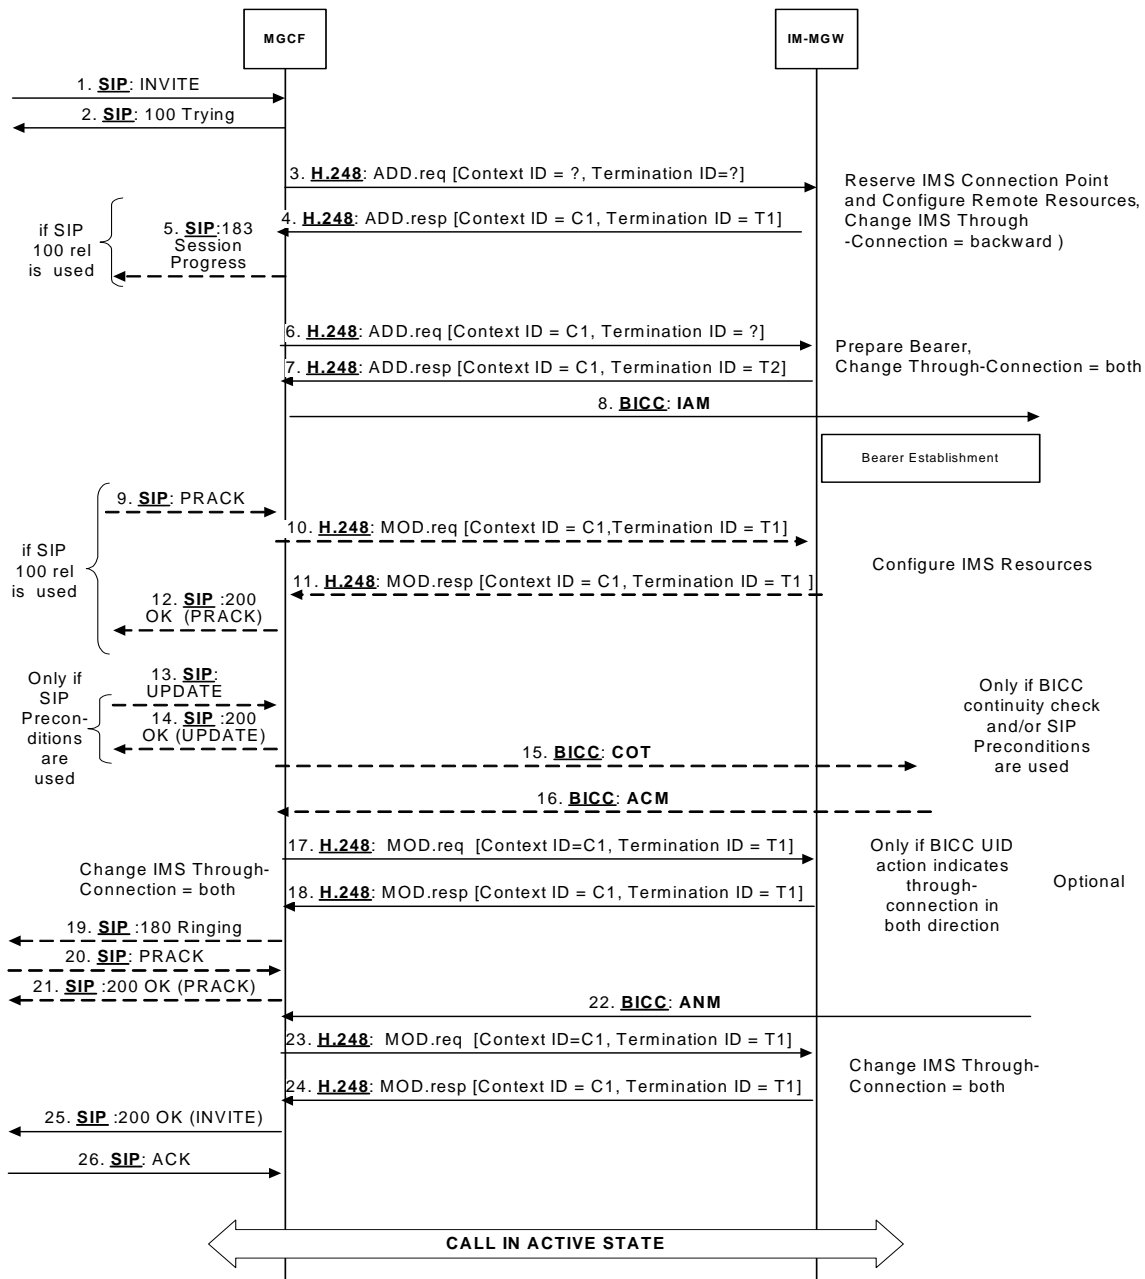 MGCF
IM-MGW
1. SIP: INVITE
2. SIP: 100 Trying
3. H.248: ADD.req [Context ID = ?, Termination ID=?]
Reserve IMS Connection Point
and Configure Remote Resources,
Change IMS Through
-Connection = backward )
4. H.248: ADD.resp [Context ID = C1, Termination ID = T1]
if SIP
100 rel
is used
5. SIP:183
Session
Progress
6. H.248: ADD.req [Context ID = C1, Termination ID = ?]
Prepare Bearer,
Change Through-Connection = both
7. H.248: ADD.resp [Context ID = C1, Termination ID = T2]
8. BICC: IAM
Bearer Establishment
9. SIP: PRACK
10. H.248: MOD.req [Context ID = C1,Termination ID = T1]
if SIP
100 rel
is used
Configure IMS Resources
11. H.248: MOD.resp [Context ID = C1, Termination ID = T1 ]
12. SIP :200
OK (PRACK)
Only if
SIP
Precon-
ditions
are
used
13. SIP:
UPDATE
14. SIP :200
OK (UPDATE)
15. BICC: COT
Only if BICC
continuity check
and/or SIP
Preconditions
are used
16. BICC: ACM
17. H.248: MOD.req [Context ID=C1, Termination ID = T1]
Change IMS Through-
Connection = both
18. H.248: MOD.resp [Context ID = C1, Termination ID = T1]
Only if BICC UID
action indicates
through-
connection in
both direction
Optional
19. SIP :180 Ringing
20. SIP: PRACK
21. SIP :200 OK (PRACK)
22. BICC: ANM
23. H.248: MOD.req [Context ID=C1, Termination ID = T1]
Change IMS Through-
Connection = both
24. H.248: MOD.resp [Context ID = C1, Termination ID = T1]
25. SIP :200 OK (INVITE)
26. SIP: ACK
CALL IN ACTIVE STATE